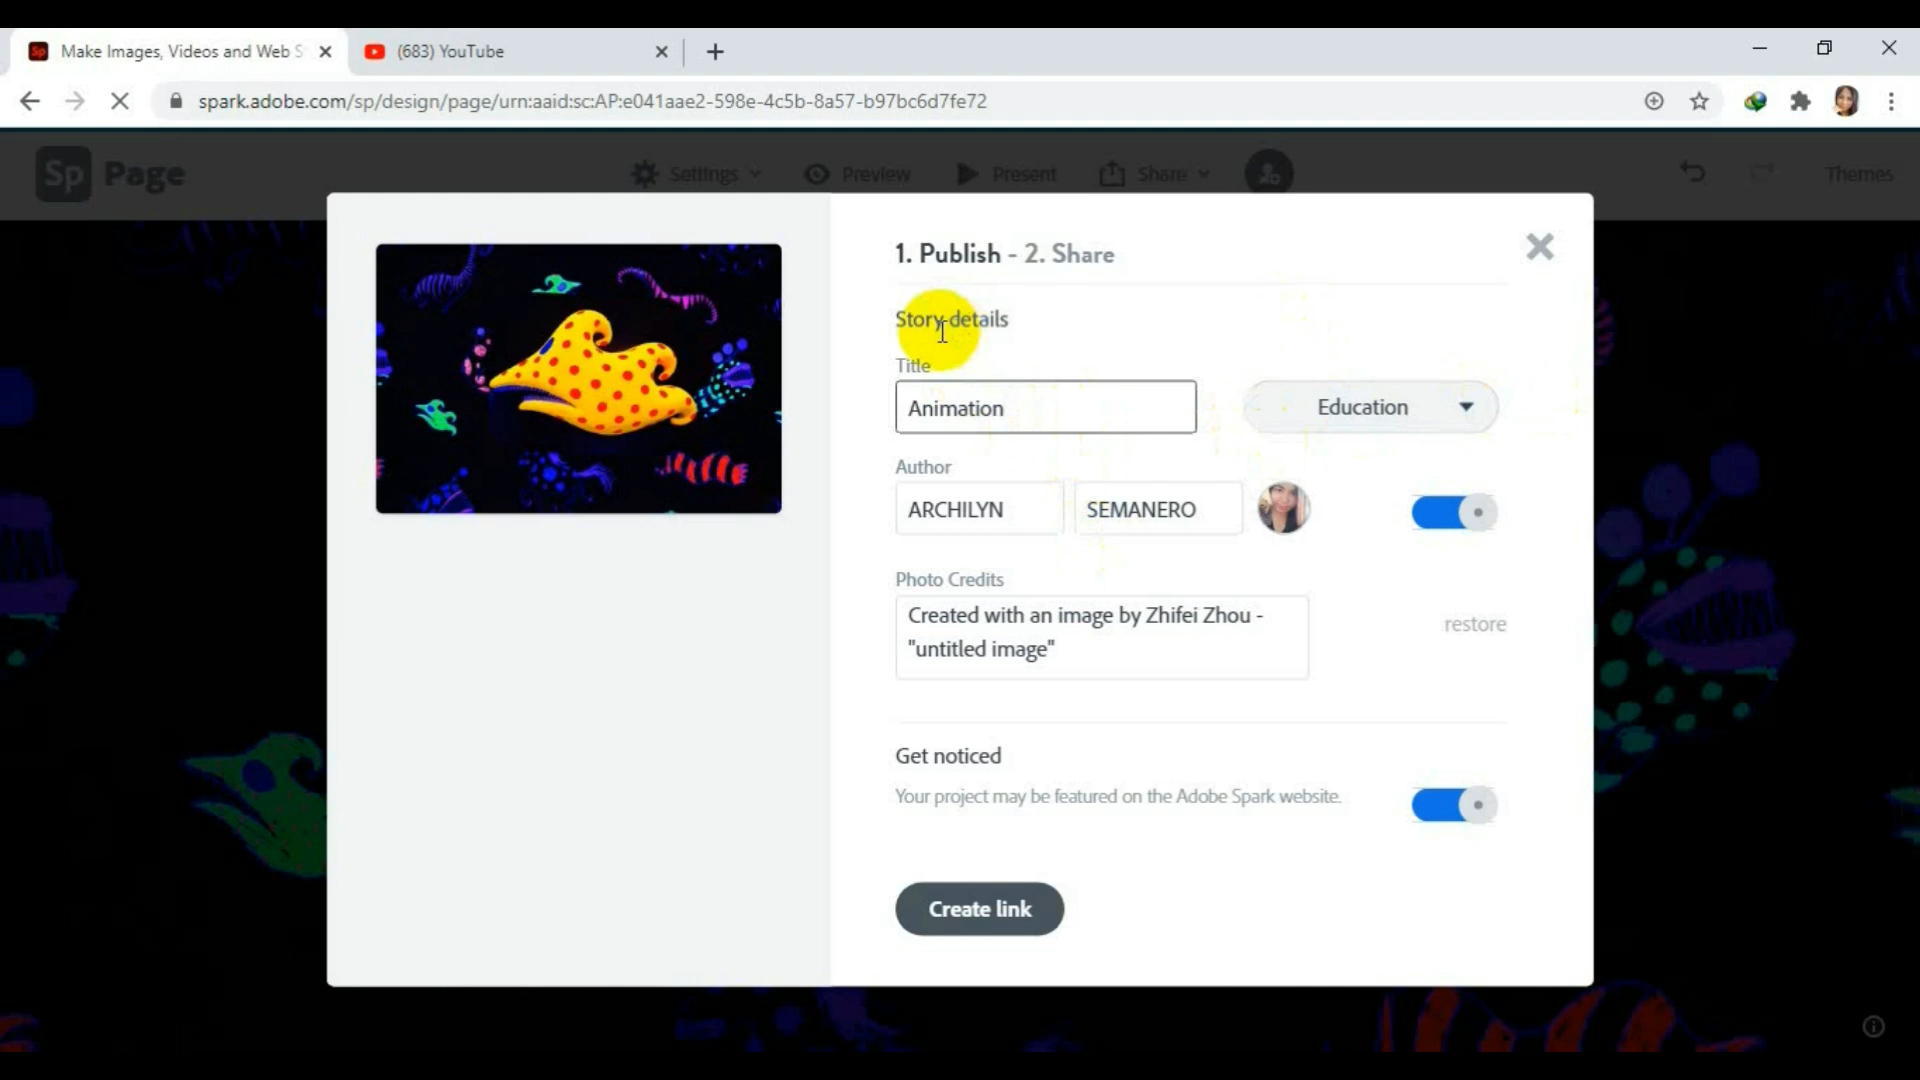 Make Images, Videos and Web S
(683) YouTube
spark.adobe.com/sp/design/page/urn:aaid:sc:AP:e041aae2-598e-4c5b-8a57-b97bc6d7fe72
Sp Page
Settings
Preview
Present
Share
Themes
1. Publish - 2. Share
Story details
Title
Animation
Education
Author
ARCHILYN
SEMANERO
Photo Credits
Created with an image by Zhifei Zhou -
"untitled image"
restore
Get noticed
Your project may be featured on the Adobe Spark website.
Create link